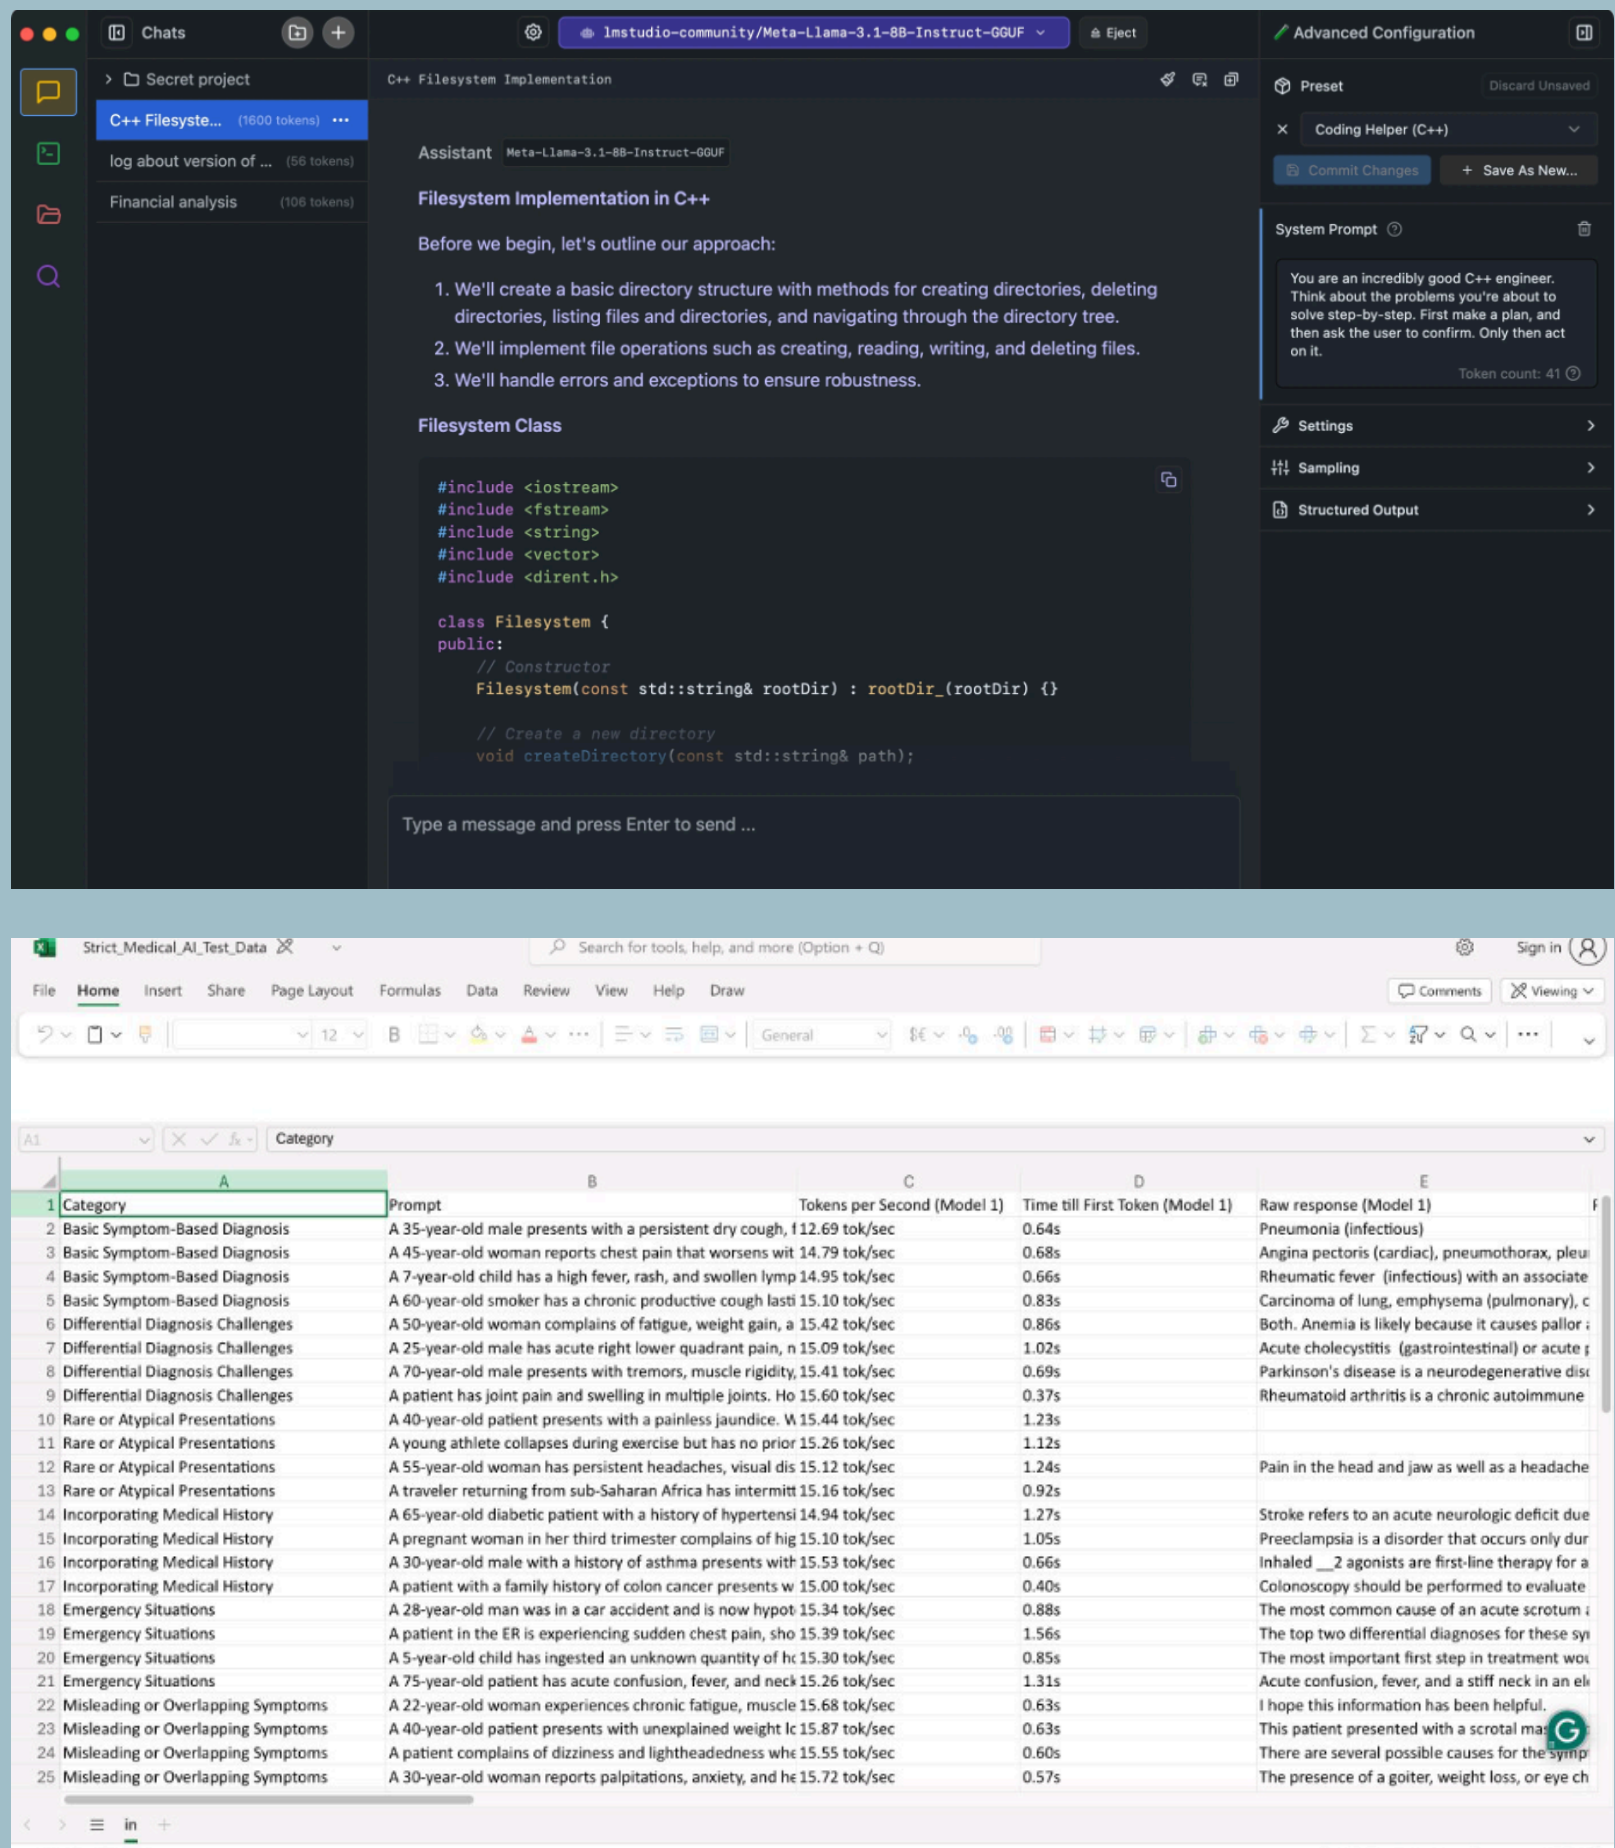 Chats
lmstudio-community/Meta-Llama-3.1-8B-Instruct-GGUF
Eject
Advanced Configuration
Secret project
C++ Filesyste... (1600 tokens) •••
log about version of ... (56 tokens)
Financial analysis (106 tokens)
C++ Filesystem Implementation
Assistant Meta-Llama-3.1-8B-Instruct-GGUF
Filesystem Implementation in C++
Before we begin, let's outline our approach:
1. We'll create a basic directory structure with methods for creating directories, deleting
directories, listing files and directories, and navigating through the directory tree.
2. We'll implement file operations such as creating, reading, writing, and deleting files.
3. We'll handle errors and exceptions to ensure robustness.
Filesystem Class
#include <iostream>
#include <fstream>
#include <string>
#include <vector>
#include <dirent.h>
class Filesystem {
public:
// Constructor
Filesystem(const std::string& rootDir) : rootDir_(rootDir) {}
// Create a new directory
void createDirectory(const std::string& path);
Type a message and press Enter to send ...
Preset Discard Unsaved
Coding Helper (C++)
Commit Changes + Save As New...
System Prompt
You are an incredibly good C++ engineer.
Think about the problems you're about to
solve step-by-step. First make a plan, and
then ask the user to confirm. Only then act
on it.
Token count: 41
Settings
Sampling
Structured Output
Strict_Medical_AI_Test_Data Search for tools, help, and more (Option + Q) Sign in
File Home Insert Share Page Layout Formulas Data Review View Help Draw Comments Viewing
12 B A General $€ .0 .00
A1 fx Category
A B C D E
1 Category Prompt Tokens per Second (Model 1) Time till First Token (Model 1) Raw response (Model 1)
2 Basic Symptom-Based Diagnosis A 35-year-old male presents with a persistent dry cough, 12.69 tok/sec 0.64s Pneumonia (infectious)
3 Basic Symptom-Based Diagnosis A 45-year-old woman reports chest pain that worsens wit 14.79 tok/sec 0.68s Angina pectoris (cardiac), pneumothorax, pleu
4 Basic Symptom-Based Diagnosis A 7-year-old child has a high fever, rash, and swollen lymp 14.95 tok/sec 0.66s Rheumatic fever (infectious) with an associate
5 Basic Symptom-Based Diagnosis A 60-year-old smoker has a chronic productive cough lasti 15.10 tok/sec 0.83s Carcinoma of lung, emphysema (pulmonary), c
6 Differential Diagnosis Challenges A 50-year-old woman complains of fatigue, weight gain, a 15.42 tok/sec 0.86s Both. Anemia is likely because it causes pallor
7 Differential Diagnosis Challenges A 25-year-old male has acute right lower quadrant pain, n 15.09 tok/sec 1.02s Acute cholecystitis (gastrointestinal) or acute
8 Differential Diagnosis Challenges A 70-year-old male presents with tremors, muscle rigidity, 15.41 tok/sec 0.69s Parkinson's disease is a neurodegenerative dis
9 Differential Diagnosis Challenges A patient has joint pain and swelling in multiple joints. Ho 15.60 tok/sec 0.37s Rheumatoid arthritis is a chronic autoimmune
10 Rare or Atypical Presentations A 40-year-old patient presents with a painless jaundice. W 15.44 tok/sec 1.23s
11 Rare or Atypical Presentations A young athlete collapses during exercise but has no prior 15.26 tok/sec 1.12s
12 Rare or Atypical Presentations A 55-year-old woman has persistent headaches, visual dis 15.12 tok/sec 1.24s Pain in the head and jaw as well as a headache
13 Rare or Atypical Presentations A traveler returning from sub-Saharan Africa has intermitt 15.16 tok/sec 0.92s
14 Incorporating Medical History A 65-year-old diabetic patient with a history of hypertensi 14.94 tok/sec 1.27s Stroke refers to an acute neurologic deficit due
15 Incorporating Medical History A pregnant woman in her third trimester complains of hig 15.10 tok/sec 1.05s Preeclampsia is a disorder that occurs only dur
16 Incorporating Medical History A 30-year-old male with a history of asthma presents with 15.53 tok/sec 0.66s Inhaled __2 agonists are first-line therapy for a
17 Incorporating Medical History A patient with a family history of colon cancer presents w 15.00 tok/sec 0.40s Colonoscopy should be performed to evaluate
18 Emergency Situations A 28-year-old man was in a car accident and is now hypot 15.34 tok/sec 0.88s The most common cause of an acute scrotum
19 Emergency Situations A patient in the ER is experiencing sudden chest pain, sho 15.39 tok/sec 1.56s The top two differential diagnoses for these sy
20 Emergency Situations A 5-year-old child has ingested an unknown quantity of ho 15.30 tok/sec 0.85s The most important first step in treatment wou
21 Emergency Situations A 75-year-old patient has acute confusion, fever, and neck 15.26 tok/sec 1.31s Acute confusion, fever, and a stiff neck in an el
22 Misleading or Overlapping Symptoms A 22-year-old woman experiences chronic fatigue, muscle 15.68 tok/sec 0.63s I hope this information has been helpful.
23 Misleading or Overlapping Symptoms A 40-year-old patient presents with unexplained weight lo 15.87 tok/sec 0.63s This patient presented with a scrotal mas
24 Misleading or Overlapping Symptoms A patient complains of dizziness and lightheadedness whe 15.55 tok/sec 0.60s There are several possible causes for the symp
25 Misleading or Overlapping Symptoms A 30-year-old woman reports palpitations, anxiety, and he 15.72 tok/sec 0.57s The presence of a goiter, weight loss, or eye ch
in